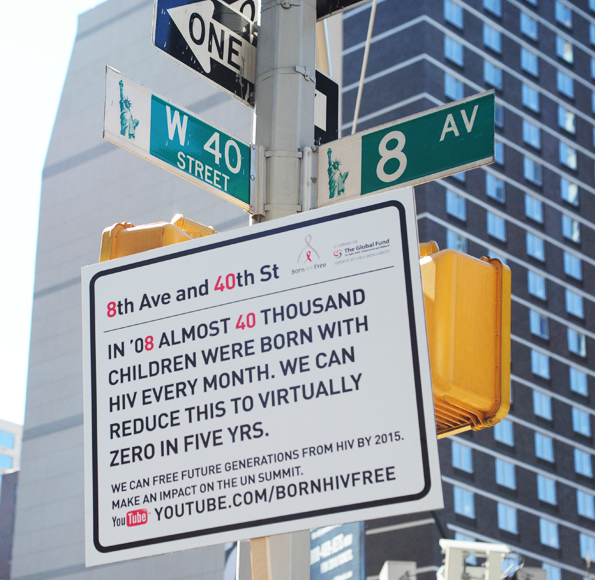 ONE
W 40
STREET
8 AV
8th Ave and 40th St
Born HIV Free
The Global Fund
IN '08 ALMOST 40 THOUSAND
CHILDREN WERE BORN WITH
HIV EVERY MONTH. WE CAN
REDUCE THIS TO VIRTUALLY
ZERO IN FIVE YRS.
WE CAN FREE FUTURE GENERATIONS FROM HIV BY 2015.
MAKE AN IMPACT ON THE UN SUMMIT.
YouTube YOUTUBE.COM/BORNHIVFREE